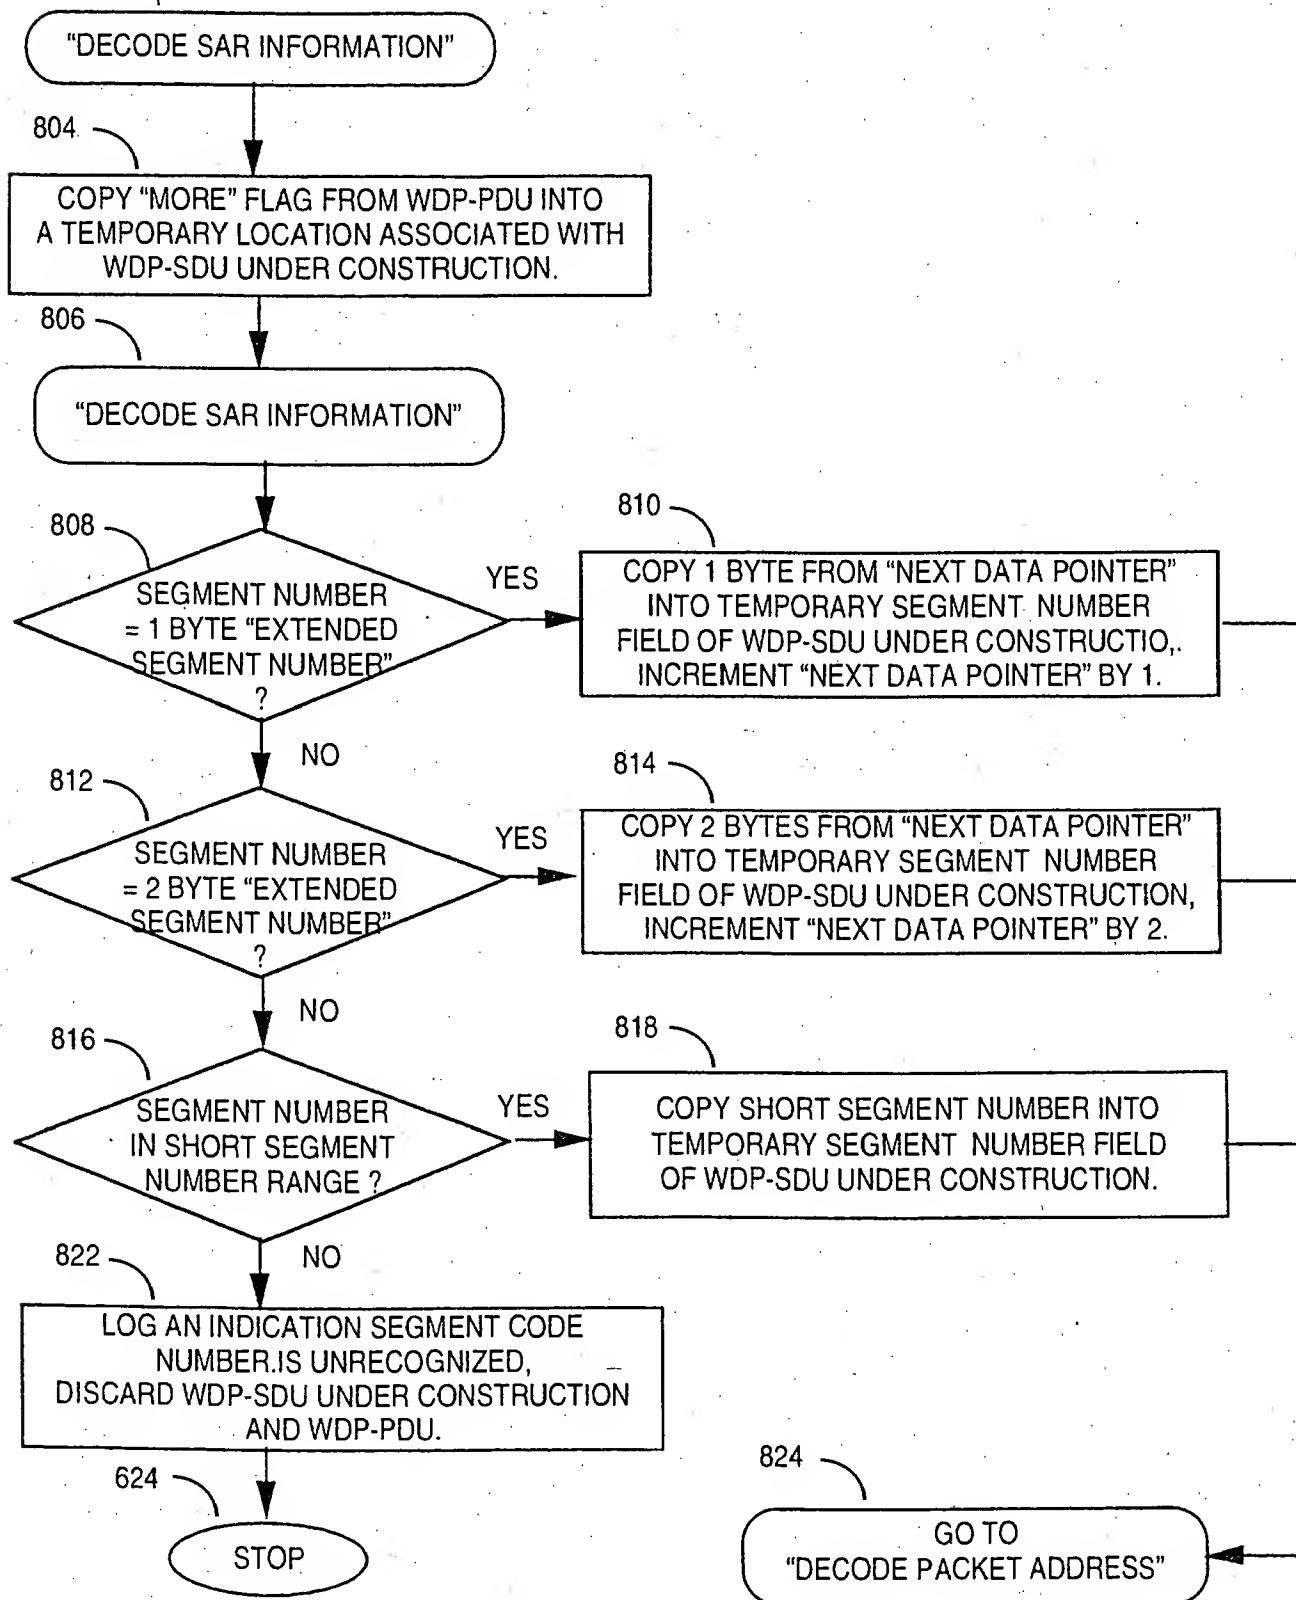 "DECODE SAR INFORMATION"
804
COPY "MORE" FLAG FROM WDP-PDU INTO
A TEMPORARY LOCATION ASSOCIATED WITH
WDP-SDU UNDER CONSTRUCTION.
806
"DECODE SAR INFORMATION"
808
SEGMENT NUMBER
= 1 BYTE "EXTENDED
SEGMENT NUMBER"
?
YES
810
COPY 1 BYTE FROM "NEXT DATA POINTER"
INTO TEMPORARY SEGMENT NUMBER
FIELD OF WDP-SDU UNDER CONSTRUCTIO,.
INCREMENT "NEXT DATA POINTER" BY 1.
NO
812
SEGMENT NUMBER
= 2 BYTE "EXTENDED
SEGMENT NUMBER"
?
YES
814
COPY 2 BYTES FROM "NEXT DATA POINTER"
INTO TEMPORARY SEGMENT NUMBER
FIELD OF WDP-SDU UNDER CONSTRUCTION,
INCREMENT "NEXT DATA POINTER" BY 2.
NO
816
SEGMENT NUMBER
IN SHORT SEGMENT
NUMBER RANGE ?
YES
818
COPY SHORT SEGMENT NUMBER INTO
TEMPORARY SEGMENT NUMBER FIELD
OF WDP-SDU UNDER CONSTRUCTION.
NO
822
LOG AN INDICATION SEGMENT CODE
NUMBER.IS UNRECOGNIZED,
DISCARD WDP-SDU UNDER CONSTRUCTION
AND WDP-PDU.
624
STOP
824
GO TO
"DECODE PACKET ADDRESS"